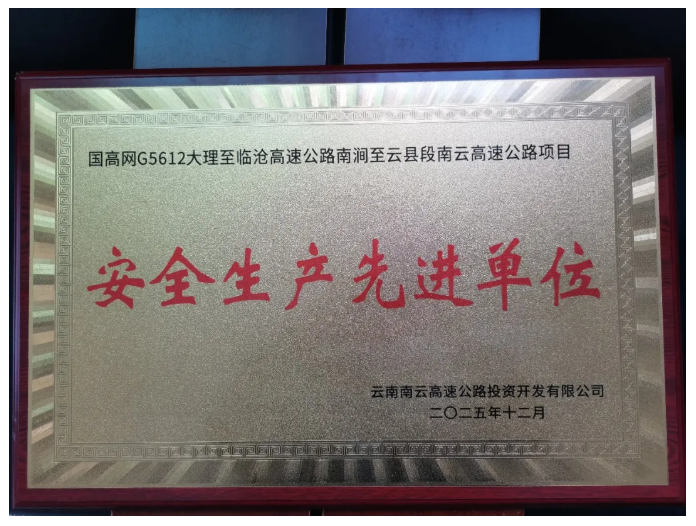 国高网G5612大理至临沧高速公路南涧至云县段南云高速公路项目
安全生产先进单位
云南南云高速公路投资开发有限公司
二〇二五年十二月